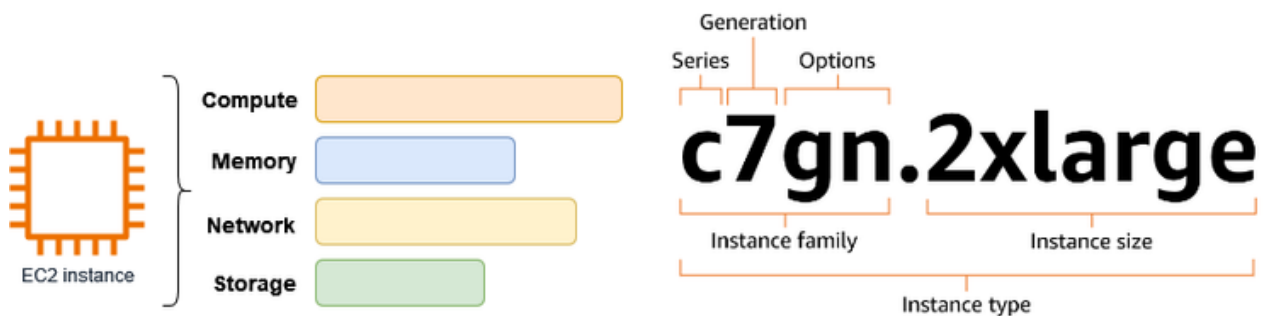 Compute
Memory
Network
Storage
EC2 instance
Generation
Series
Options
c7gn.2xlarge
Instance family
Instance size
Instance type